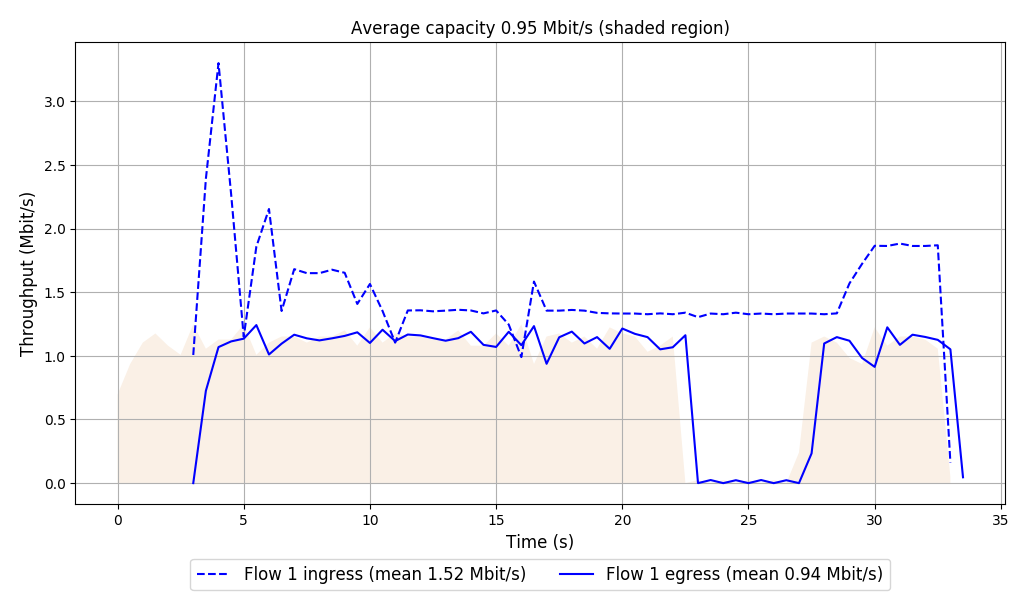 Average capacity 0.95 Mbit/s (shaded region)
Throughput (Mbit/s)
3.0
2.5
2.0
1.5
1.0
0.5
0.0
0 5 10 15 20 25 30 35
Time (s)
Flow 1 ingress (mean 1.52 Mbit/s) Flow 1 egress (mean 0.94 Mbit/s)